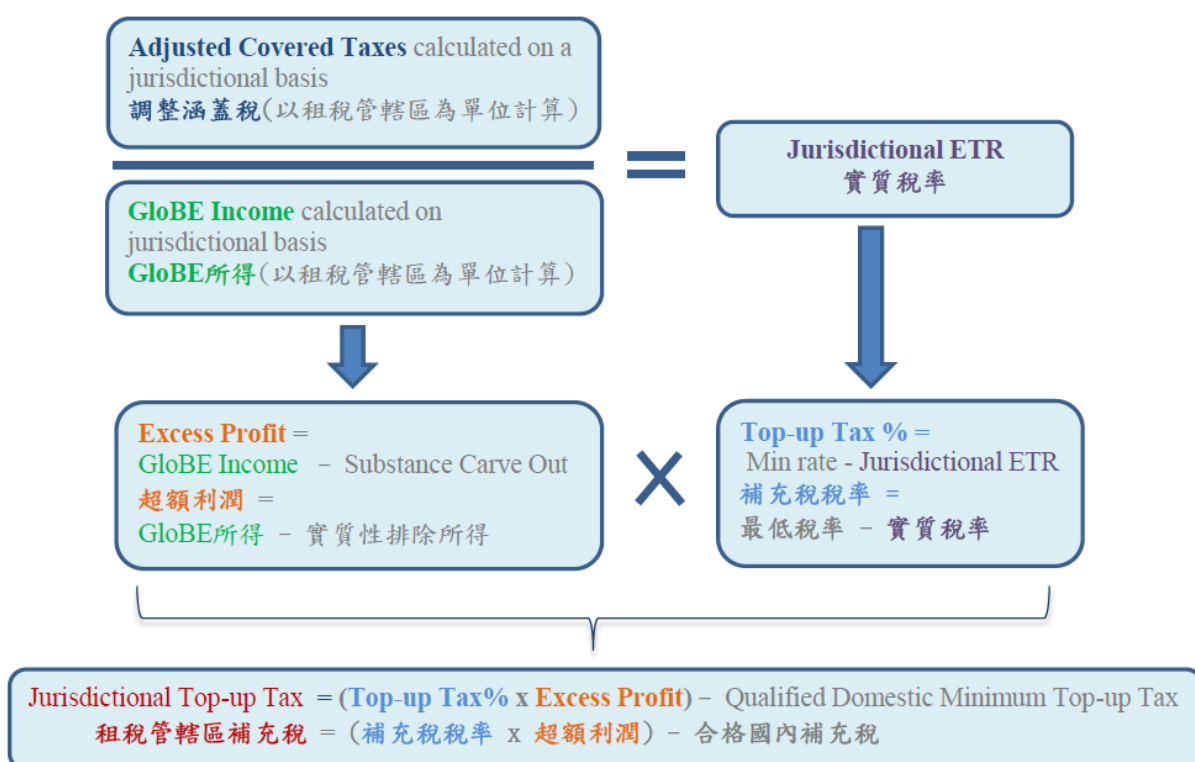 Adjusted Covered Taxes calculated on a
jurisdictional basis
調整涵蓋稅(以租稅管轄區為單位計算)
=
Jurisdictional ETR
實質稅率
GloBE Income calculated on
jurisdictional basis
GloBE所得(以租稅管轄區為單位計算)
Excess Profit =
GloBE Income - Substance Carve Out
超額利潤 =
GloBE所得 - 實質性排除所得
×
Top-up Tax % =
Min rate - Jurisdictional ETR
補充稅稅率 =
最低稅率 - 實質稅率
Jurisdictional Top-up Tax = (Top-up Tax% x Excess Profit) - Qualified Domestic Minimum Top-up Tax
租稅管轄區補充稅 = (補充稅稅率 x 超額利潤) - 合格國內補充稅